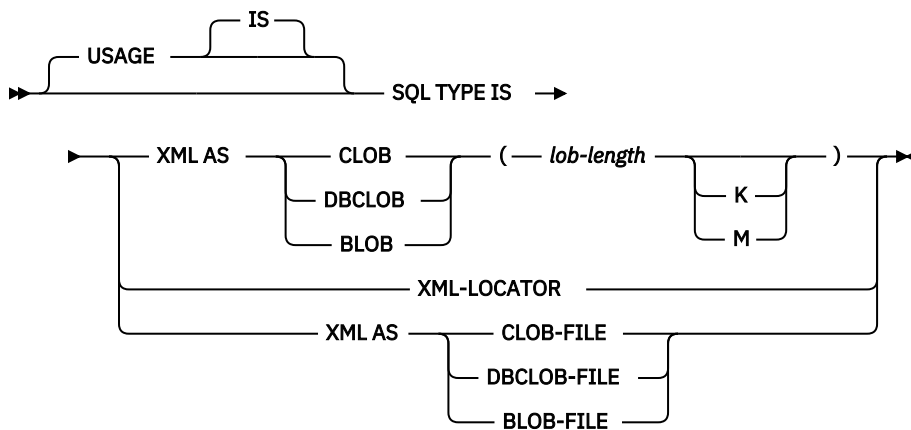 IS
USAGE
SQL TYPE IS
XML AS CLOB ( lob-length )
DBCLOB K
BLOB M
XML-LOCATOR
XML AS CLOB-FILE
DBCLOB-FILE
BLOB-FILE